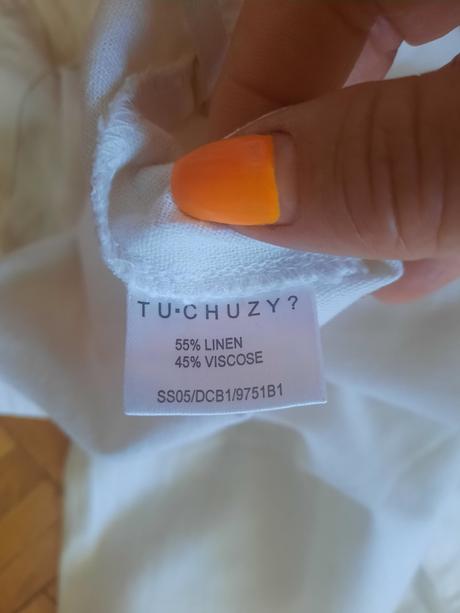 TU·CHUZY?
55% LINEN
45% VISCOSE
SS05/DCB1/9751B1